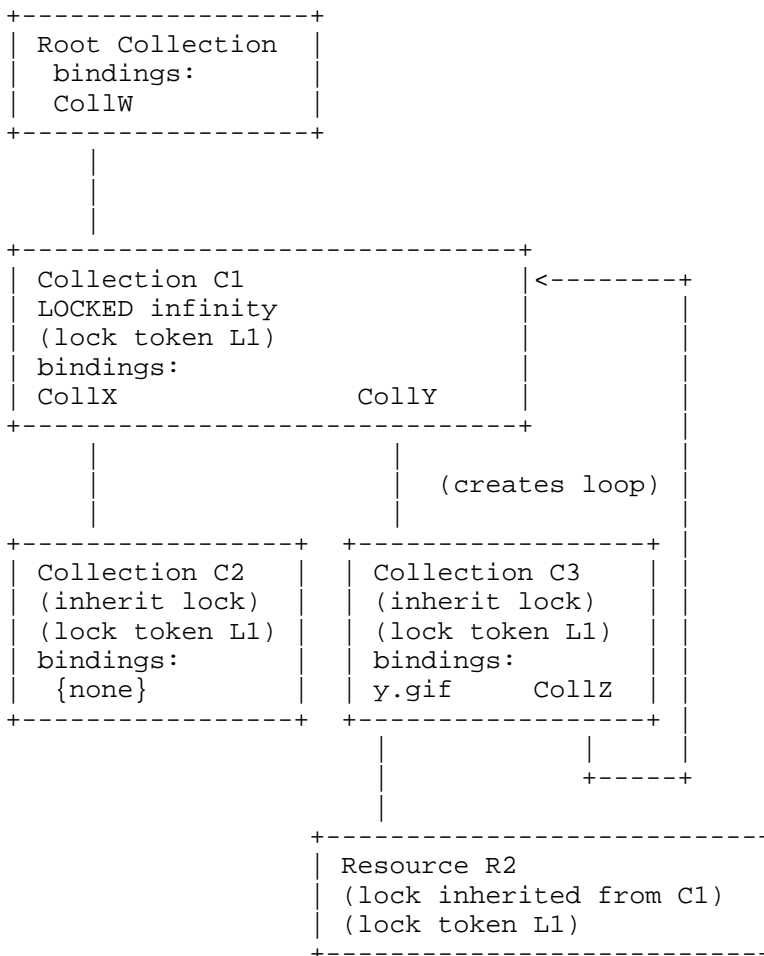 Root Collection
bindings:
CollW
Collection C1
LOCKED infinity
(lock token L1)
bindings:
CollX CollY
(creates loop)
Collection C2
(inherit lock)
(lock token L1)
bindings:
{none}
Collection C3
(inherit lock)
(lock token L1)
bindings:
y.gif CollZ
Resource R2
(lock inherited from C1)
(lock token L1)